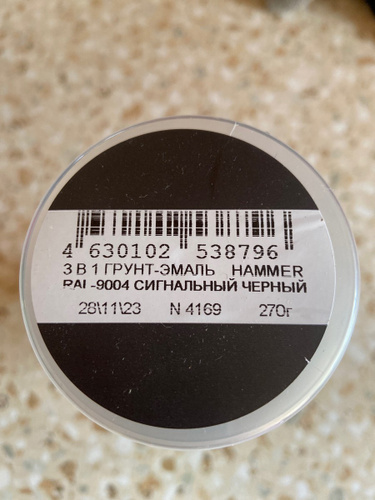 4 630102 538796
3 В 1 ГРУНТ-ЭМАЛЬ HAMMER
RAL-9004 СИГНАЛЬНЫЙ ЧЕРНЫЙ
28\11\23 N 4169 270г